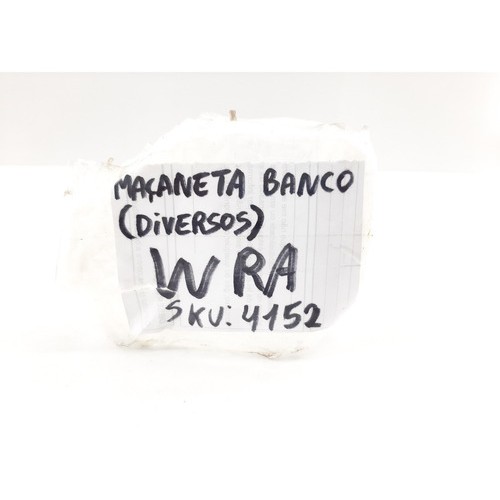 MAÇANETA BANCO
(DiVERSOS)
W RA
SKU: 4152